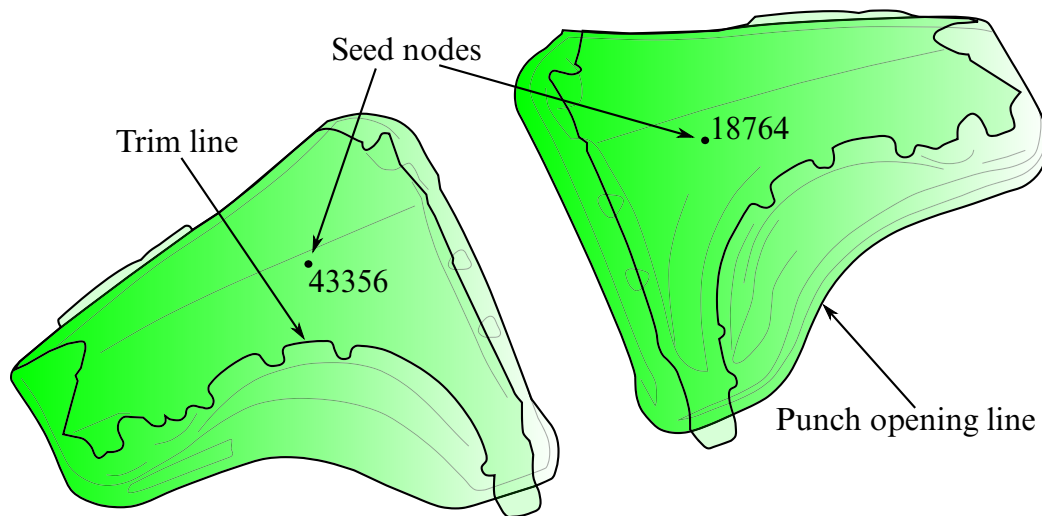 Seed nodes
18764
Trim line
43356
Punch opening line